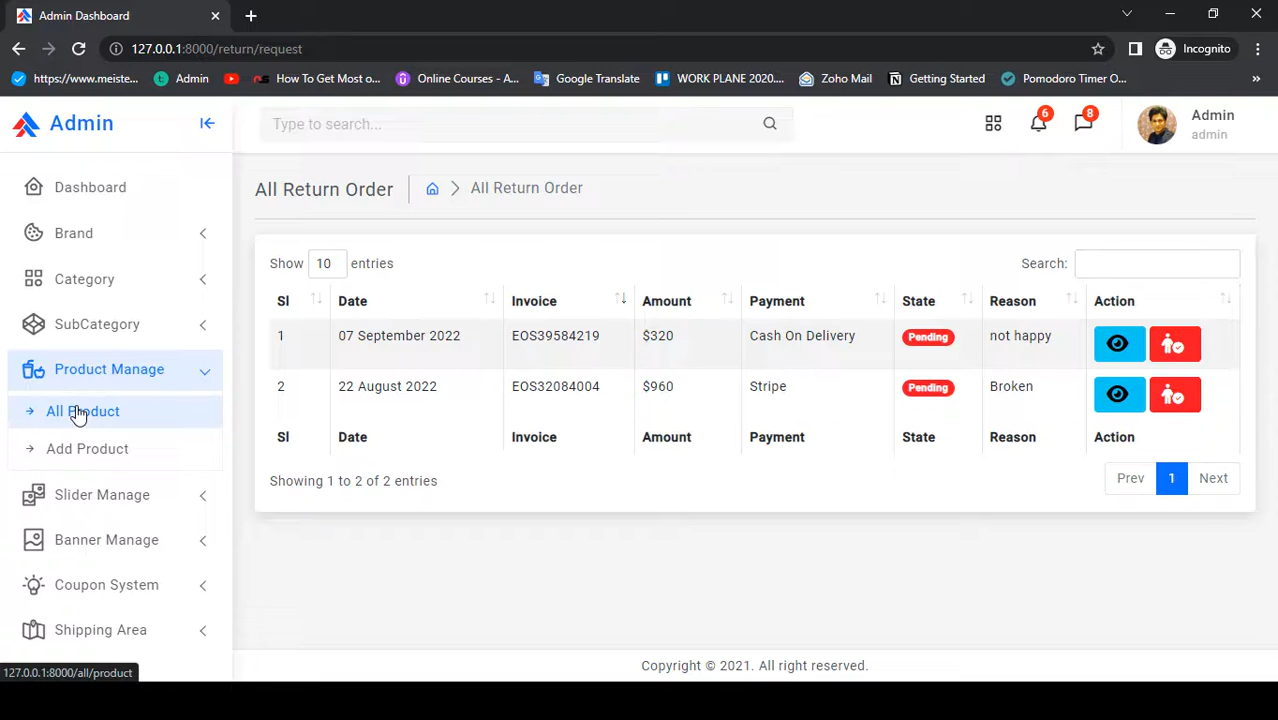 Admin Dashboard
127.0.0.1:8000/return/request
Incognito
https://www.meiste...
Admin
How To Get Most o...
Online Courses - A...
Google Translate
WORK PLANE 2020....
Zoho Mail
Getting Started
Pomodoro Timer O...
Admin
Type to search...
6
8
Admin
admin
Dashboard
Brand
Category
SubCategory
Product Manage
All Product
Add Product
Slider Manage
Banner Manage
Coupon System
Shipping Area
127.0.0.1:8000/all/product
All Return Order
All Return Order
Show 10 entries
Search:
Sl Date Invoice Amount Payment State Reason Action
1 07 September 2022 EOS39584219 $320 Cash On Delivery Pending not happy
2 22 August 2022 EOS32084004 $960 Stripe Pending Broken
Sl Date Invoice Amount Payment State Reason Action
Showing 1 to 2 of 2 entries
Prev 1 Next
Copyright © 2021. All right reserved.